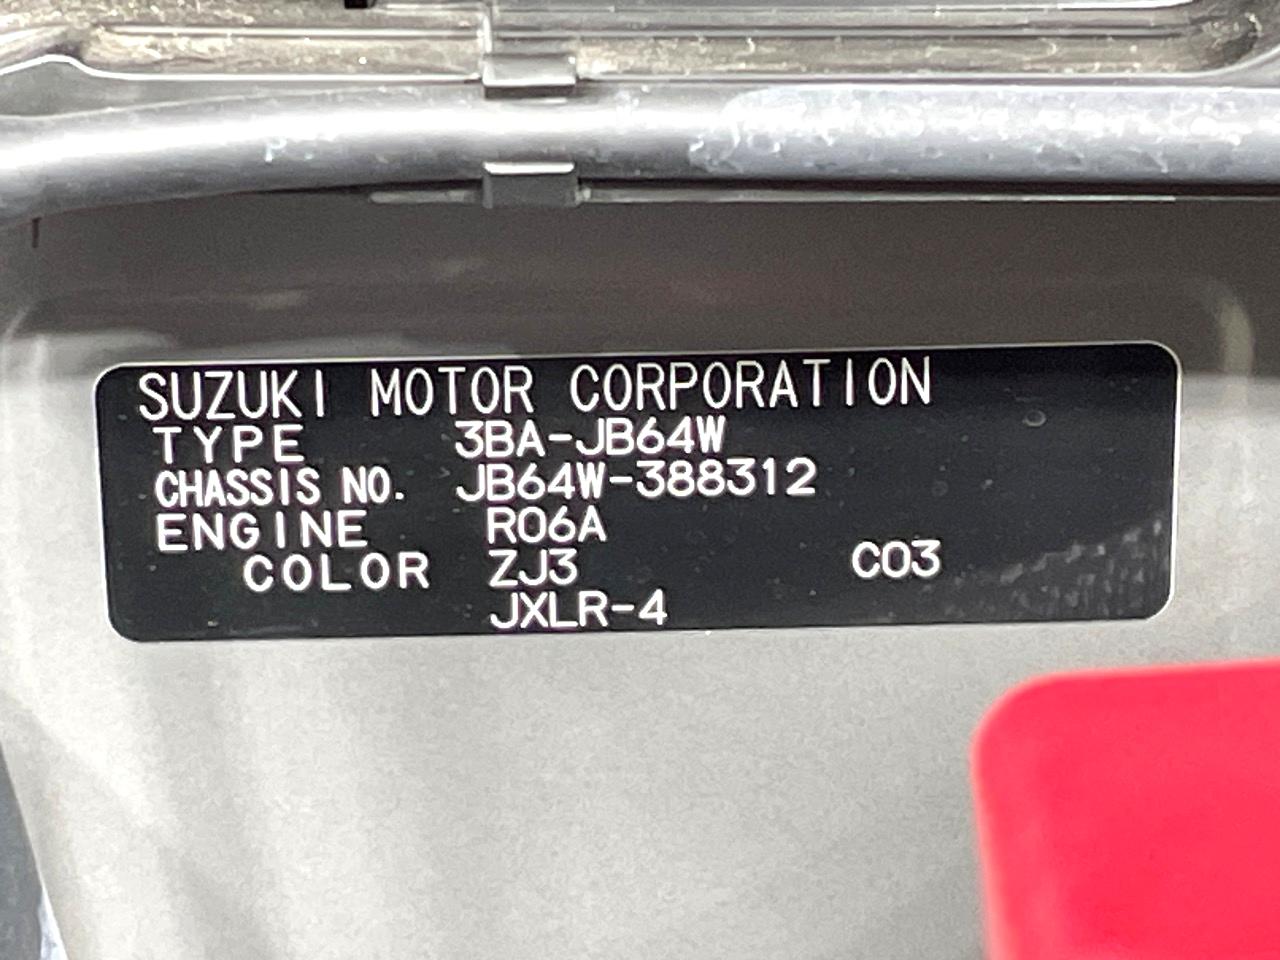 SUZUKI MOTOR CORPORATION
TYPE 3BA-JB64W
CHASSIS NO. JB64W-388312
ENGINE R06A
COLOR ZJ3 C03
JXLR-4